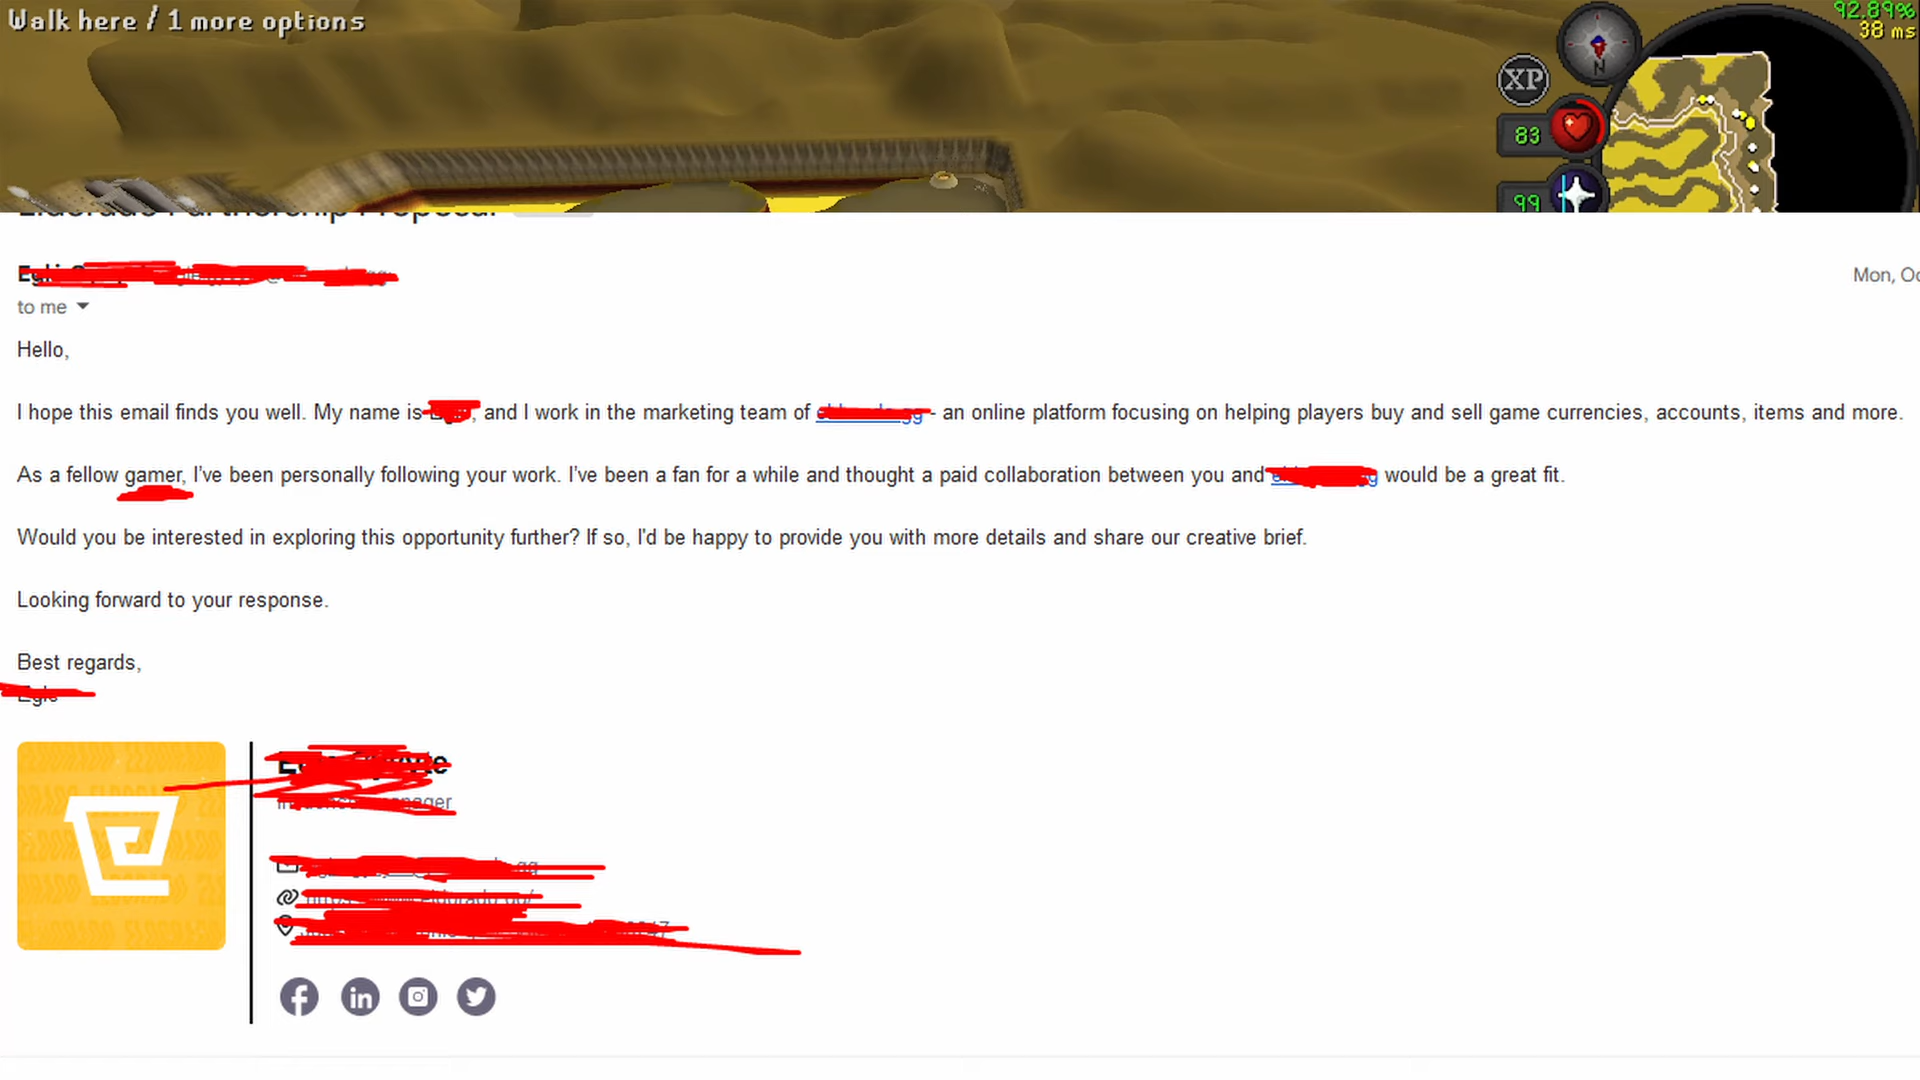 Walk here / 1 more options
92.89%
38 ms
XP
N
83
99
Eldorado Partnership Proposal
Mon, Oc
to me
Hello,
I hope this email finds you well. My name is , and I work in the marketing team of - an online platform focusing on helping players buy and sell game currencies, accounts, items and more.
As a fellow gamer, I've been personally following your work. I've been a fan for a while and thought a paid collaboration between you and would be a great fit.
Would you be interested in exploring this opportunity further? If so, I'd be happy to provide you with more details and share our creative brief.
Looking forward to your response.
Best regards,